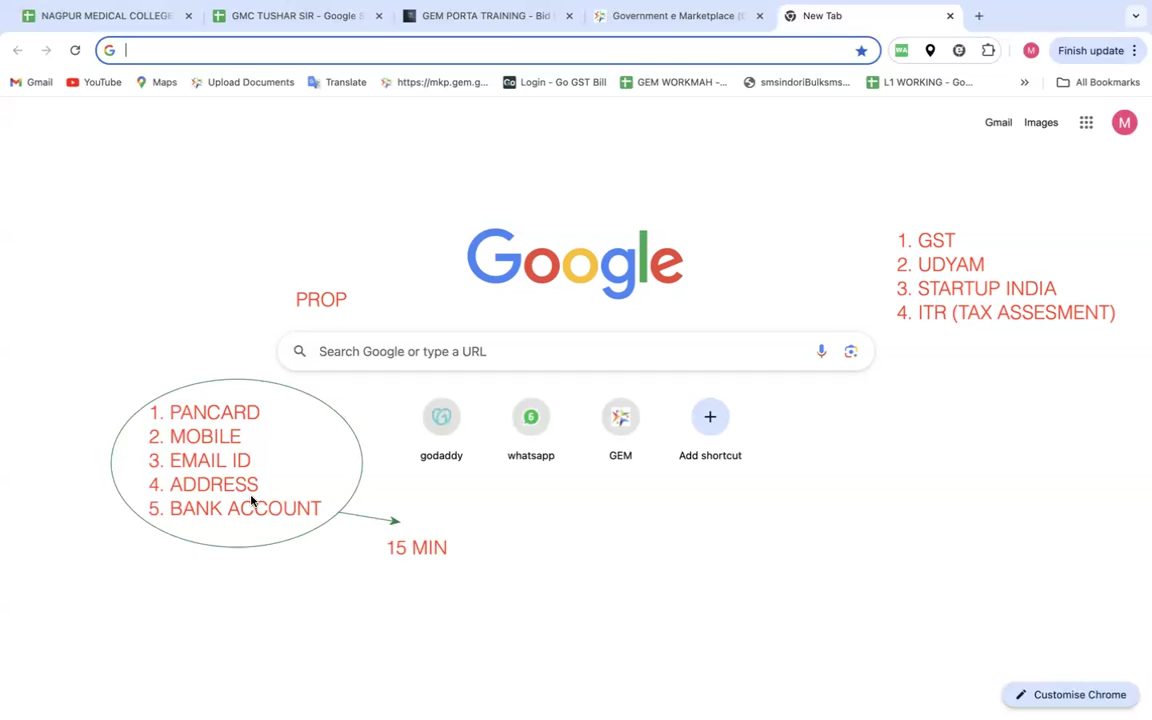 NAGPUR MEDICAL COLLEGE
GMC TUSHAR SIR - Google S
GEM PORTA TRAINING - Bid
Government e Marketplace (G
New Tab
G
Finish update
M
Gmail
YouTube
Maps
Upload Documents
Translate
https://mkp.gem.g...
Login - Go GST Bill
GEM WORKMAH -...
smsindoriBulksms...
L1 WORKING - Go...
All Bookmarks
Gmail
Images
M
Google
1. GST
2. UDYAM
3. STARTUP INDIA
4. ITR (TAX ASSESMENT)
PROP
Search Google or type a URL
1. PANCARD
2. MOBILE
3. EMAIL ID
4. ADDRESS
5. BANK ACCOUNT
godaddy
whatsapp
GEM
Add shortcut
15 MIN
Customise Chrome